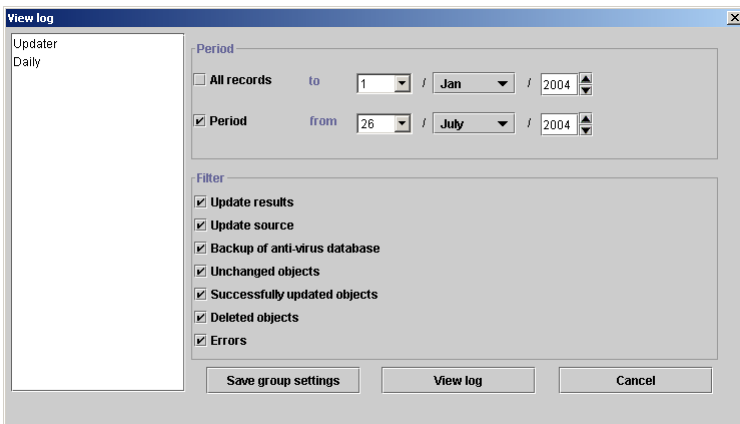 View log
Updater
Daily
Period
All records to 1 / Jan / 2004
Period from 26 / July / 2004
Filter
Update results
Update source
Backup of anti-virus database
Unchanged objects
Successfully updated objects
Deleted objects
Errors
Save group settings View log Cancel